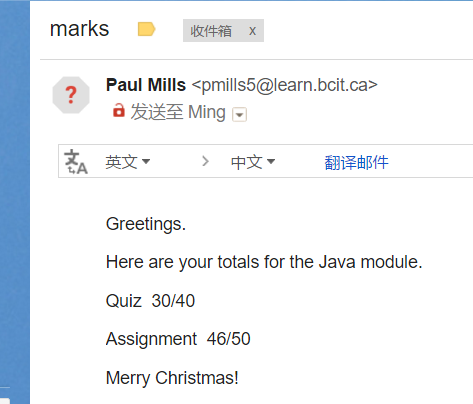 marks 收件箱 x
Paul Mills <pmills5@learn.bcit.ca>
发送至 Ming
英文 中文 翻译邮件
Greetings.
Here are your totals for the Java module.
Quiz 30/40
Assignment 46/50
Merry Christmas!